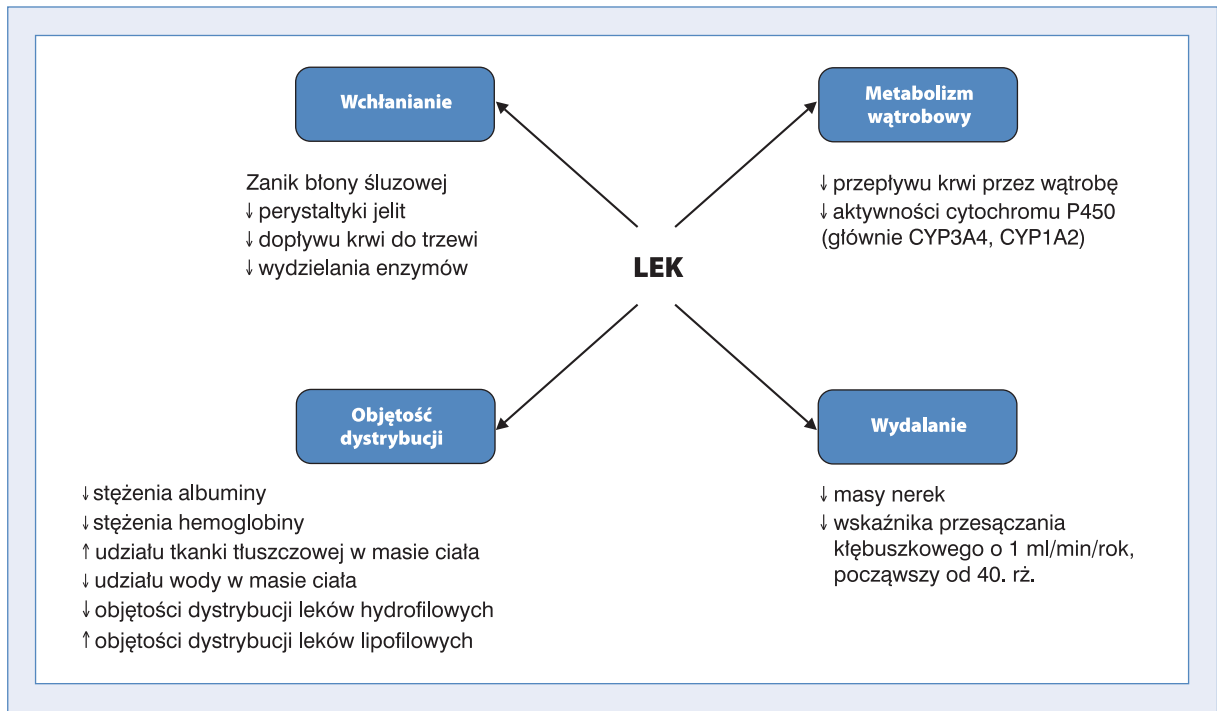 Wchłanianie
Zanik błony śluzowej
↓ perystaltyki jelit
↓ dopływu krwi do trzewi
↓ wydzielania enzymów
Metabolizm
wątrobowy
↓ przepływu krwi przez wątrobę
↓ aktywności cytochromu P450
(głównie CYP3A4, CYP1A2)
LEK
Objętość
dystrybucji
↓ stężenia albuminy
↓ stężenia hemoglobiny
↑ udziału tkanki tłuszczowej w masie ciała
↓ udziału wody w masie ciała
↓ objętości dystrybucji leków hydrofilowych
↑ objętości dystrybucji leków lipofilowych
Wydalanie
↓ masy nerek
↓ wskaźnika przesączania
kłębuszkowego o 1 ml/min/rok,
począwszy od 40. rż.